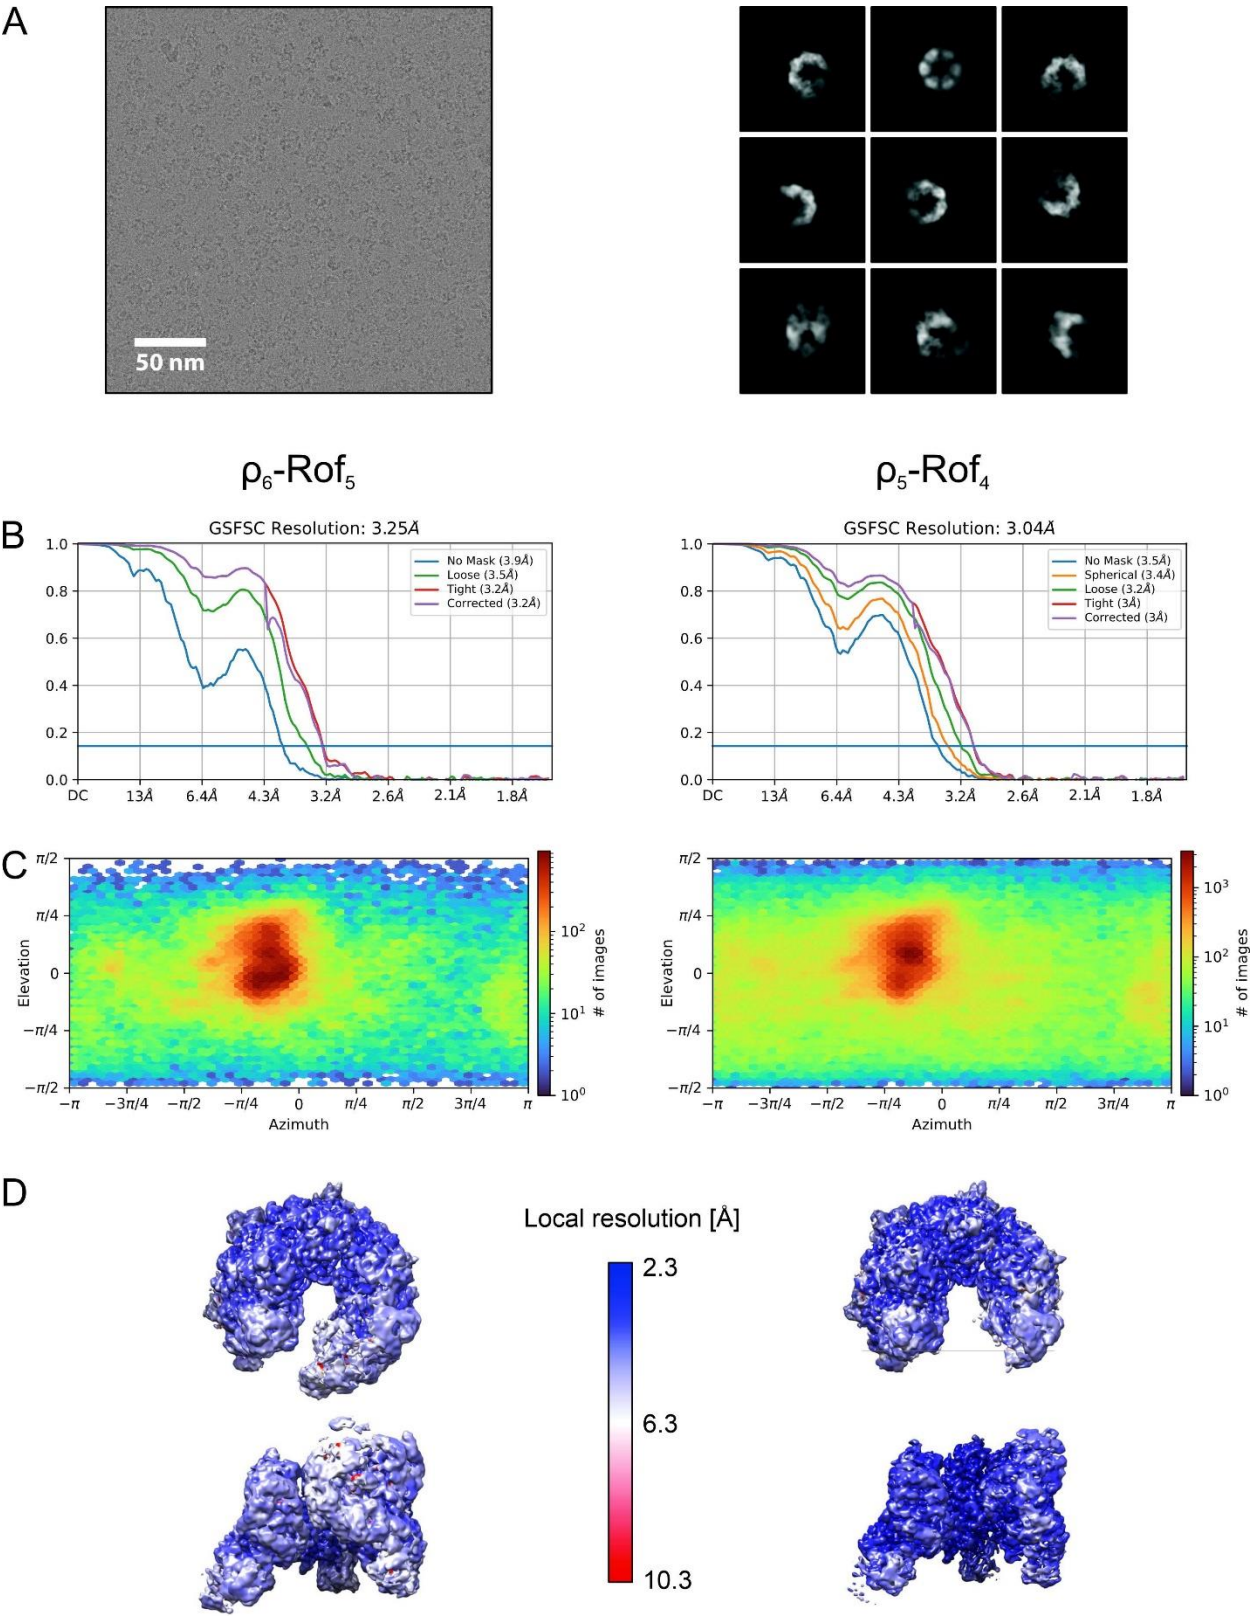 A
50 nm
ρ6-Rof5
ρ5-Rof4
B
GSFSC Resolution: 3.25Å
1.0
0.8
0.6
0.4
0.2
0.0
No Mask (3.9Å)
Loose (3.5Å)
Tight (3.2Å)
Corrected (3.2Å)
DC 13Å 6.4Å 4.3Å 3.2Å 2.6Å 2.1Å 1.8Å
GSFSC Resolution: 3.04Å
1.0
0.8
0.6
0.4
0.2
0.0
No Mask (3.5Å)
Spherical (3.4Å)
Loose (3.2Å)
Tight (3Å)
Corrected (3Å)
DC 13Å 6.4Å 4.3Å 3.2Å 2.6Å 2.1Å 1.8Å
C
Elevation
π/2
π/4
0
−π/4
−π/2
−π −3π/4 −π/2 −π/4 0 π/4 π/2 3π/4 π
Azimuth
10²
10¹
10⁰
# of images
Elevation
π/2
π/4
0
−π/4
−π/2
−π −3π/4 −π/2 −π/4 0 π/4 π/2 3π/4 π
Azimuth
10³
10²
10¹
10⁰
# of images
D
Local resolution [Å]
2.3
6.3
10.3